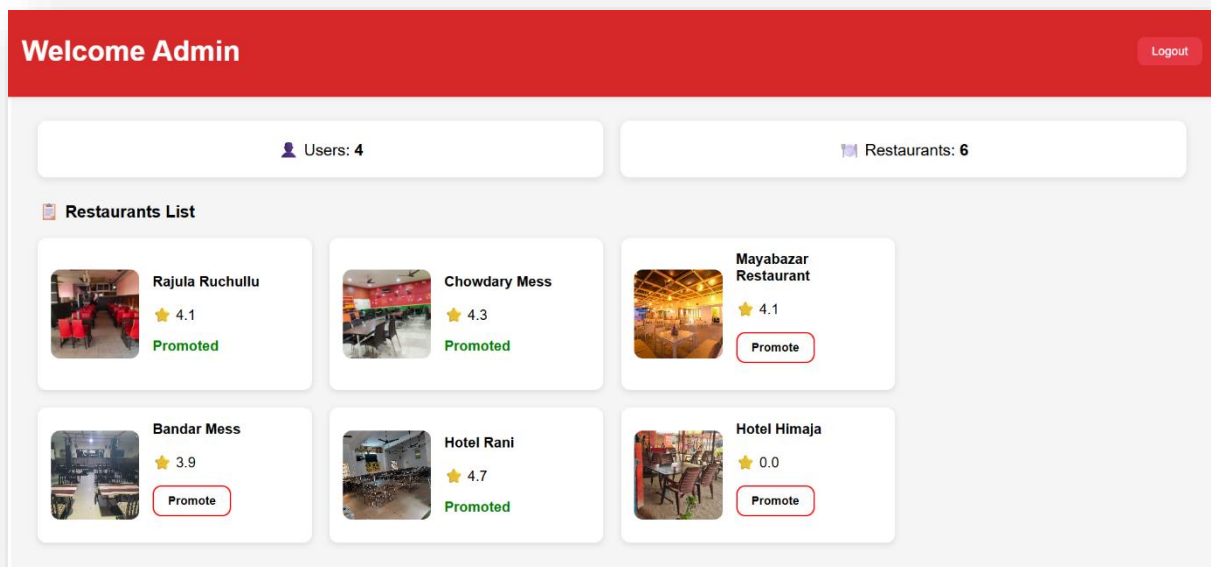 Welcome Admin
Logout
Users: 4
Restaurants: 6
Restaurants List
Rajula Ruchullu
4.1
Promoted
Chowdary Mess
4.3
Promoted
Mayabazar
Restaurant
4.1
Promote
Bandar Mess
3.9
Promote
Hotel Rani
4.7
Promoted
Hotel Himaja
0.0
Promote